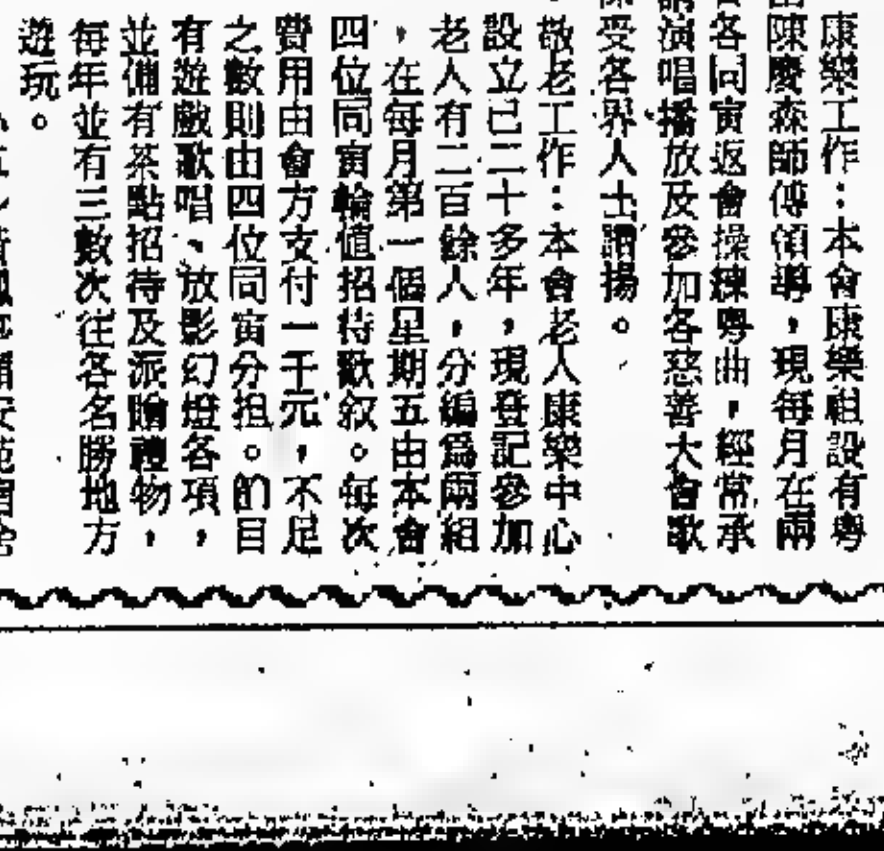 康樂工作：本會康樂組設有粵
陳慶森師傅領導，現每月在兩
各同寅返會操練粵曲，經常承
演唱播放及參加各慈善大會歌
受各界人士讚揚。
敬老工作：本會老人康樂中心
設立已二十多年，現登記參加
老人有二百餘人，分編爲兩組
，在每月第一個星期五由本會
四位同寅輪值招待歡叙。每次
費用由會方支付一千元，不足
之數則由四位同寅分担。的目
有遊戲歌唱、放影幻燈各項，
並備有茶點招待及派贈禮物，
每年並有三數次往各名勝地方
遊玩。